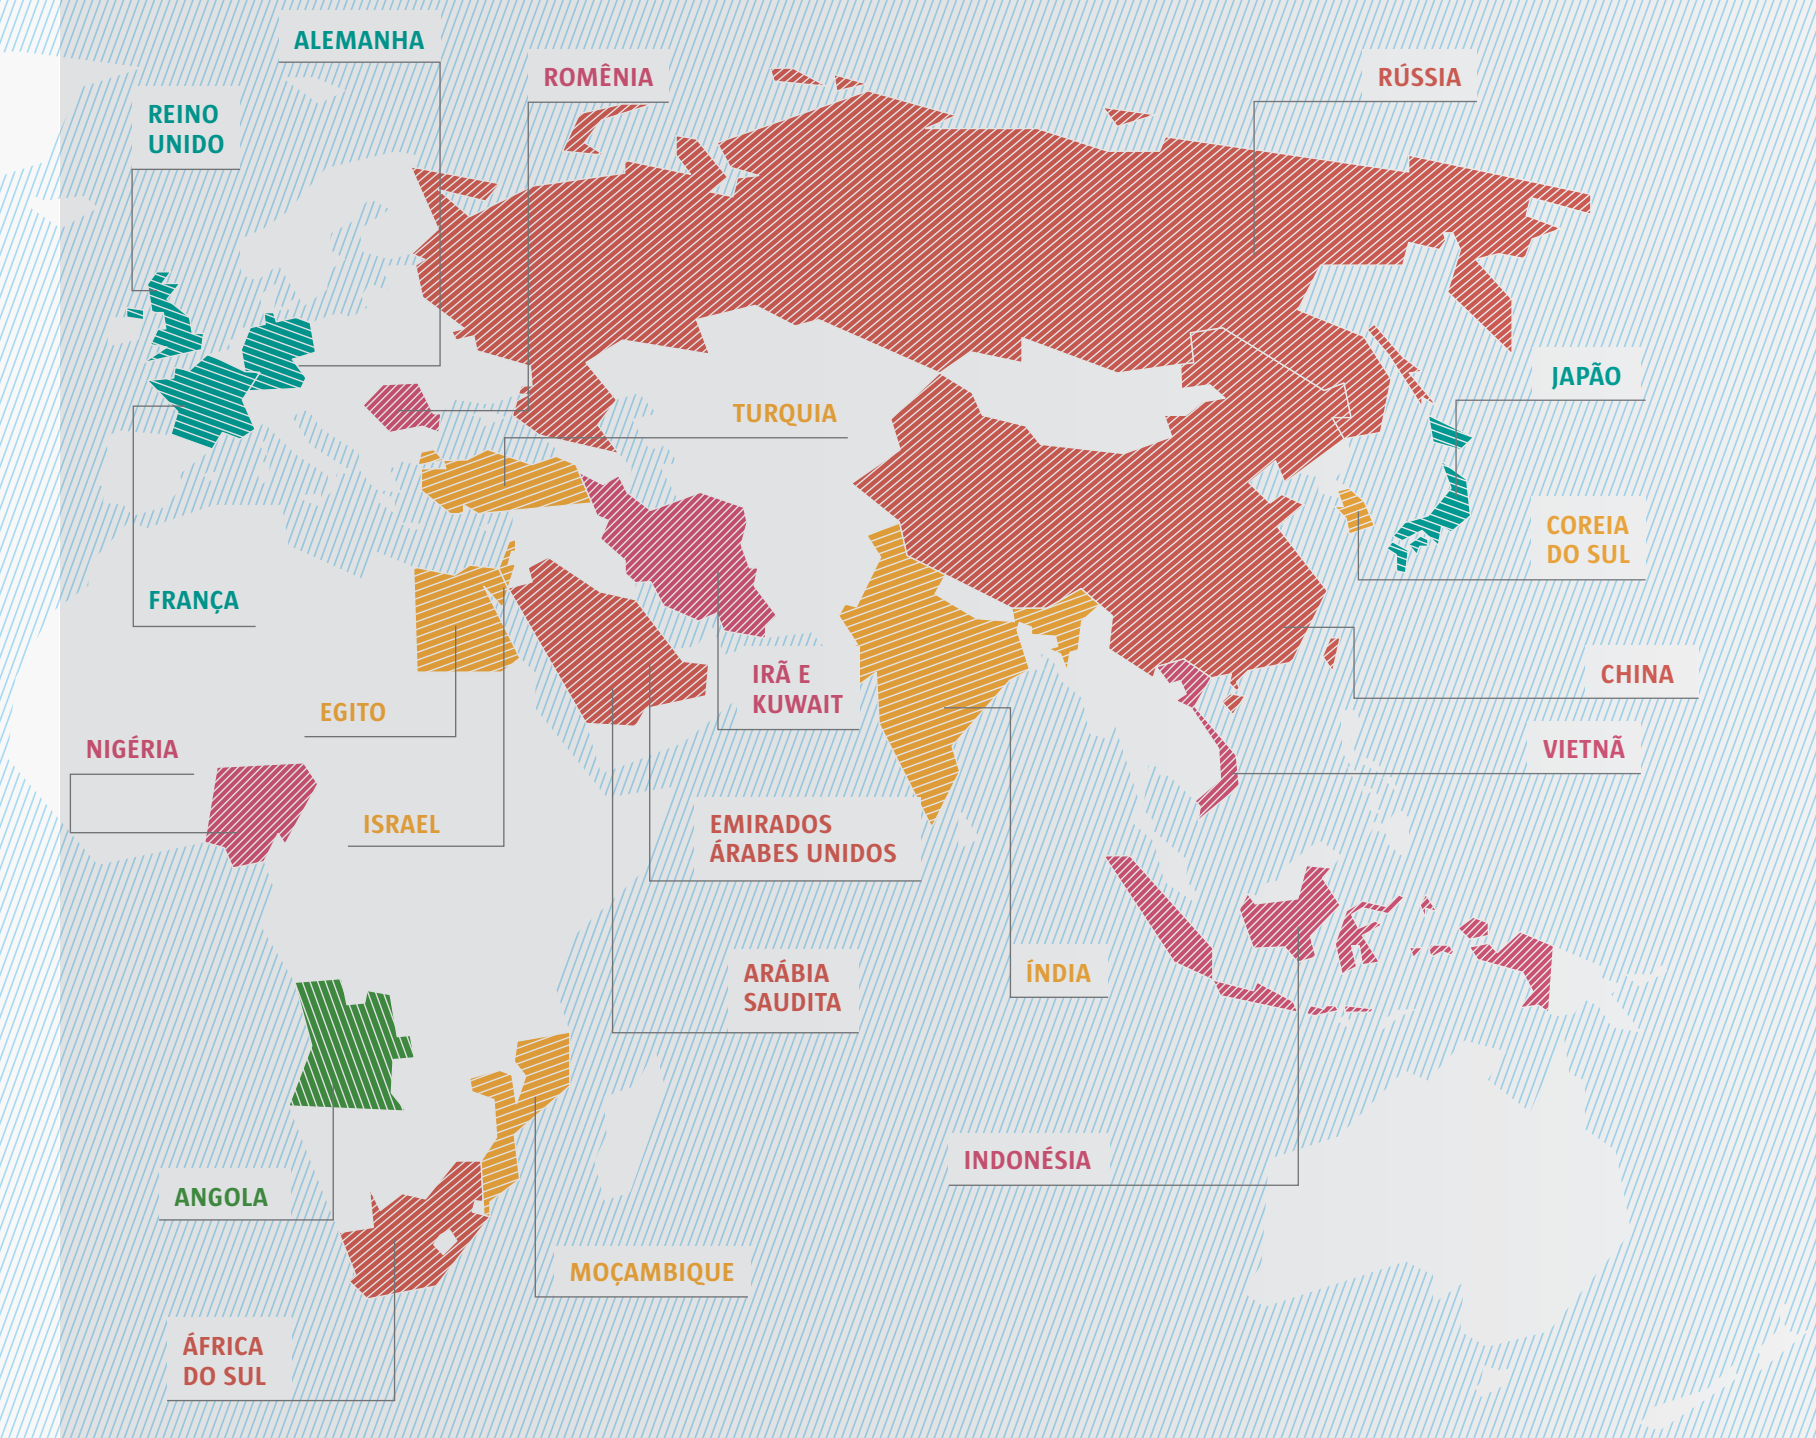 ALEMANHA
ROMÊNIA
RÚSSIA
REINO
UNIDO
JAPÃO
TURQUIA
COREIA
DO SUL
FRANÇA
IRÃ E
KUWAIT
CHINA
EGITO
NIGÉRIA
VIETNÃ
ISRAEL
EMIRADOS
ÁRABES UNIDOS
ARÁBIA
SAUDITA
ÍNDIA
INDONÉSIA
ANGOLA
MOÇAMBIQUE
ÁFRICA
DO SUL